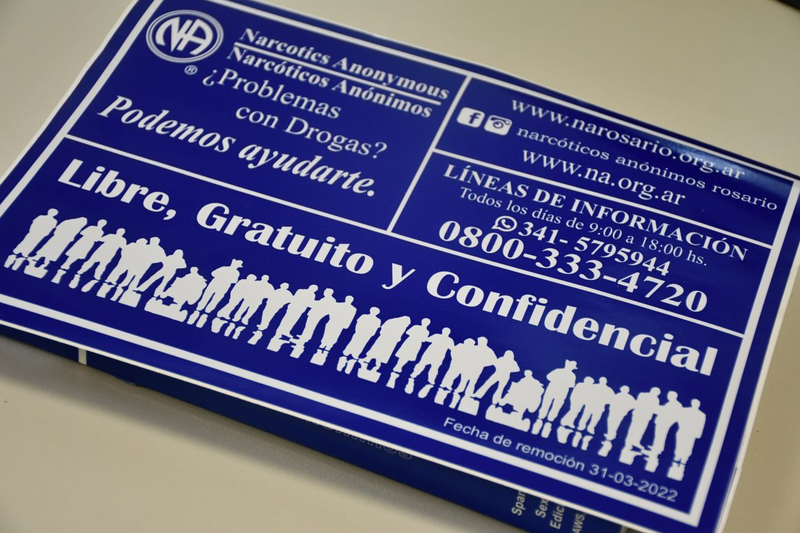 NA
®
Narcotics Anonymous
Narcóticos Anónimos
¿Problemas
con Drogas?
Podemos ayudarte.
www.narosario.org.ar
narcóticos anónimos rosario
www.na.org.ar
LÍNEAS DE INFORMACIÓN
Todos los días de 9:00 a 18:00 hs.
341- 5795944
0800-333-4720
Libre, Gratuito y Confidencial
Fecha de remoción 31-03-2022